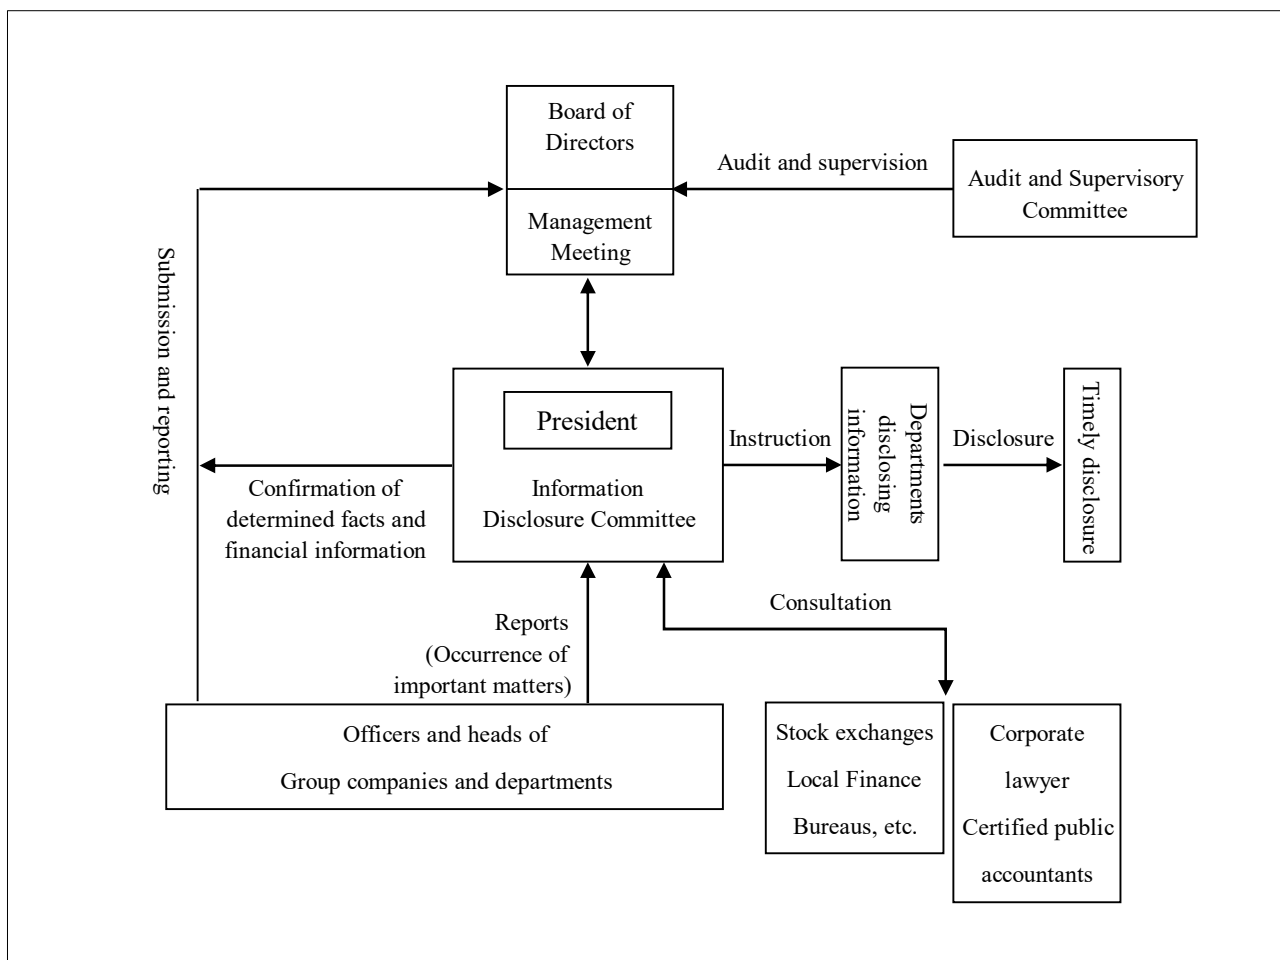 Board of
Directors
Audit and supervision
Audit and Supervisory
Committee
Management
Meeting
Submission and reporting
President
Information
Disclosure Committee
Instruction
Departments
disclosing
information
Disclosure
Timely disclosure
Confirmation of
determined facts and
financial information
Consultation
Reports
(Occurrence of
important matters)
Officers and heads of
Group companies and departments
Stock exchanges
Local Finance
Bureaus, etc.
Corporate
lawyer
Certified public
accountants